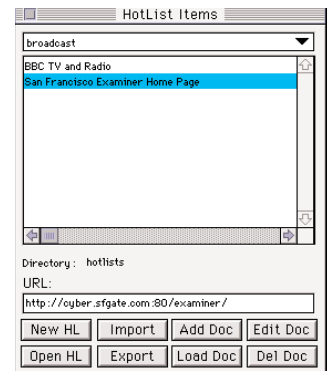 HotList Items
broadcast
BBC TV and Radio
San Francisco Examiner Home Page
Directory: hotlists
URL:
http://cyber.sfgate.com:80/examiner/
New HL Import Add Doc Edit Doc
Open HL Export Load Doc Del Doc